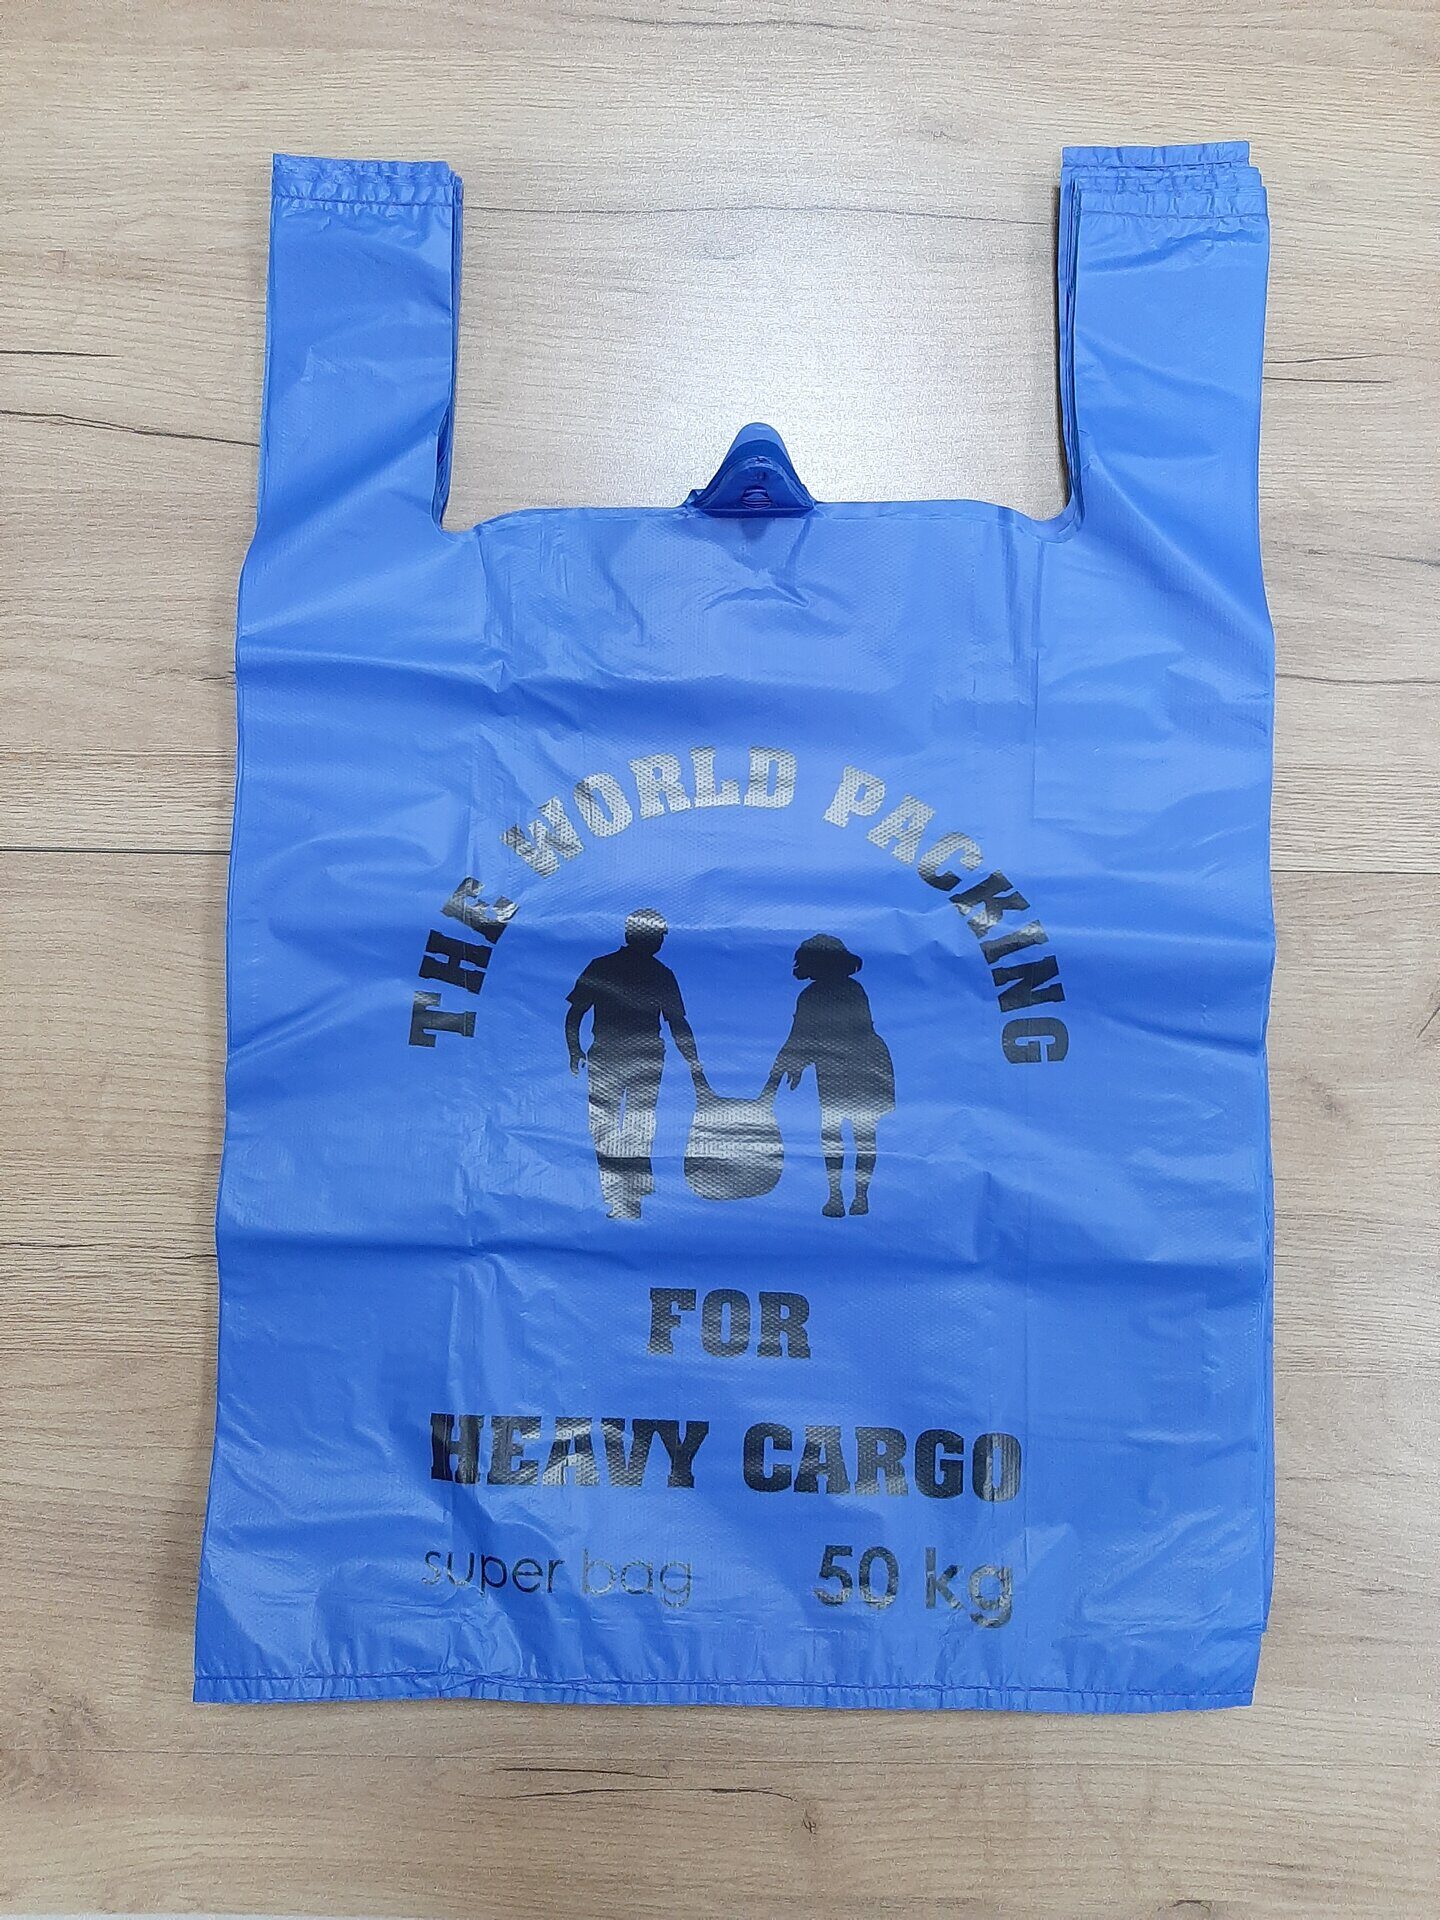 THE WORLD PACKING
FOR
HEAVY CARGO
super bag 50 kg